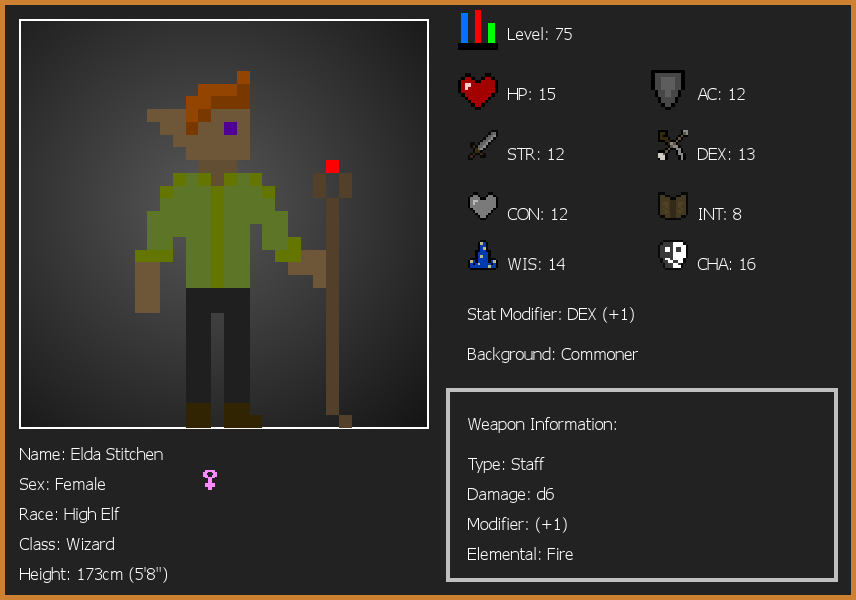 Level: 75
HP: 15
AC: 12
STR: 12
DEX: 13
CON: 12
INT: 8
WIS: 14
CHA: 16
Stat Modifier: DEX (+1)
Background: Commoner
Weapon Information:
Type: Staff
Damage: d6
Modifier: (+1)
Elemental: Fire
Name: Elda Stitchen
Sex: Female
Race: High Elf
Class: Wizard
Height: 173cm (5'8")